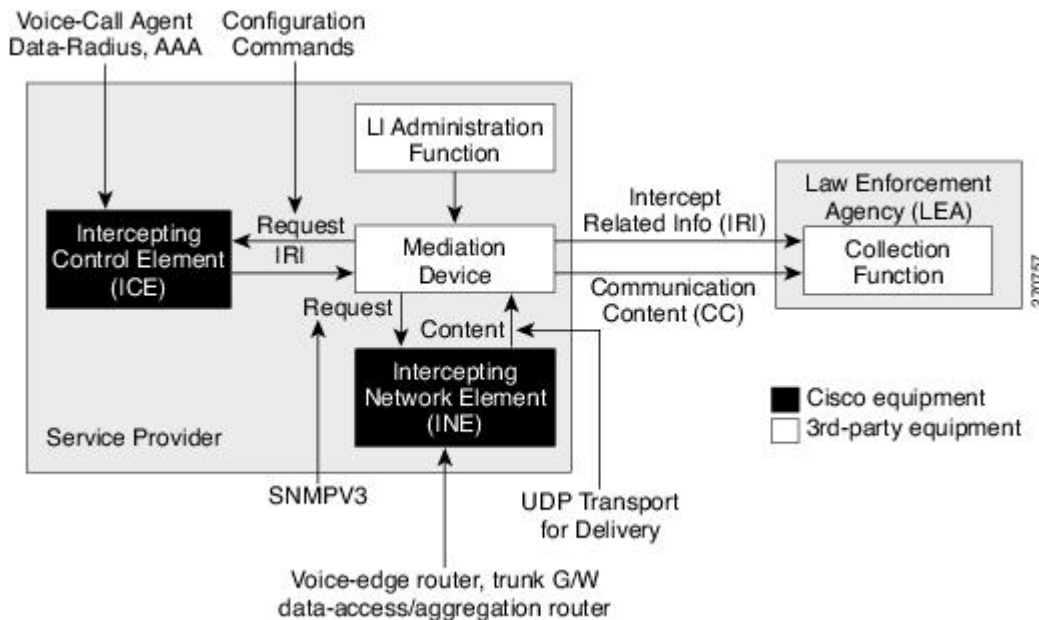 Voice-Call Agent
Data-Radius, AAA
Configuration
Commands
LI Administration
Function
Intercepting
Control Element
(ICE)
Request
IRI
Mediation
Device
Intercept
Related Info (IRI)
Communication
Content (CC)
Law Enforcement
Agency (LEA)
Collection
Function
270757
Request
Content
Intercepting
Network Element
(INE)
Service Provider
Cisco equipment
3rd-party equipment
SNMPV3
UDP Transport
for Delivery
Voice-edge router, trunk G/W
data-access/aggregation router